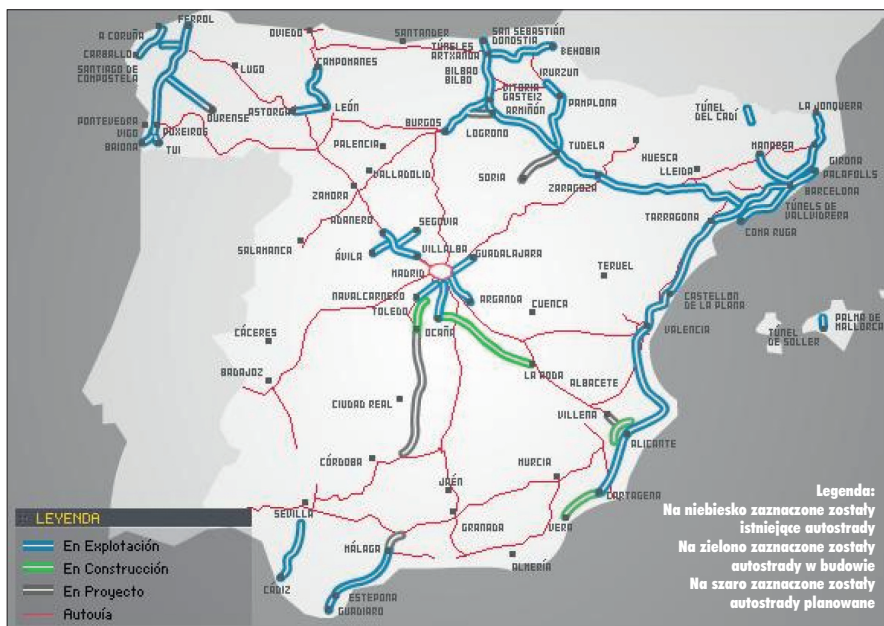 FERROL
A CORUÑA
CARBALLO
SANTIAGO DE
COMPOSTELA
LUGO
OVIEDO
CAMPOMANES
SANTANDER
TÚNELES
ARTXANDA
SAN SEBASTIÁN
DONOSTIA
BEHOBIA
BILBAO
BILBO
IRURZUN
VITORIA
GASTEIZ
ARMIÑÓN
PAMPLONA
TÚNEL
DEL CADÍ
LA JONQUERA
PONTEVEDRA
VIGO
BAIONA
PUXEIROS
TUI
OURENSE
ASTORGA
LEÓN
BURGOS
LOGROÑO
PALENCIA
TUDELA
HUESCA
LLEIDA
MANRESA
GIRONA
PALAFOLLS
BARCELONA
TÚNELS DE
VALLVIDRERA
VALLADOLID
SORIA
ZARAGOZA
ZAMORA
TARRAGONA
COMA RUGA
ADANERO
SEGOVIA
SALAMANCA
ÁVILA
VILLALBA
MADRID
GUADALAJARA
TERUEL
NAVALCARNERO
TOLEDO
ARGANDA
CUENCA
CASTELLON
DE LA PLANA
OCAÑA
VALENCIA
TÚNEL
DE SOLLER
PALMA DE
MALLORCA
CÁCERES
BADAJOZ
LA RODA
ALBACETE
CIUDAD REAL
VILLENA
ALICANTE
CÓRDOBA
JAÉN
MURCIA
CARTAGENA
SEVILLA
GRANADA
VERA
MÁLAGA
ALMERÍA
CÁDIZ
ESTEPONA
GUADIARO
LEYENDA
En Explotación
En Construcción
En Proyecto
Autovía
Legenda:
Na niebiesko zaznaczone zostały
istniejące autostrady
Na zielono zaznaczone zostały
autostrady w budowie
Na szaro zaznaczone zostały
autostrady planowane